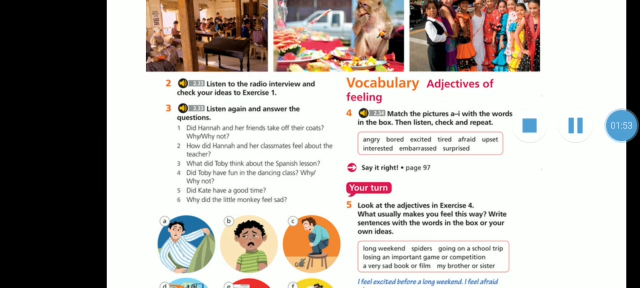 2 2.33 Listen to the radio interview and
check your ideas to Exercise 1.
3 2.33 Listen again and answer the
questions.
1 Did Hannah and her friends take off their coats?
Why/Why not?
2 How did Hannah and her classmates feel about the
teacher?
3 What did Toby think about the Spanish lesson?
4 Did Toby have fun in the dancing class? Why/
Why not?
5 Did Kate have a good time?
6 Why did the little monkey feel sad?
a
b
c
d
e
f
Vocabulary Adjectives of
feeling
4 2.34 Match the pictures a–i with the words
in the box. Then listen, check and repeat.
angry bored excited tired afraid upset
interested embarrassed surprised
Say it right! • page 97
Your turn
5 Look at the adjectives in Exercise 4.
What usually makes you feel this way? Write
sentences with the words in the box or your
own ideas.
long weekend spiders going on a school trip
losing an important game or competition
a very sad book or film my brother or sister
I feel excited before a long weekend. I feel afraid
01:53